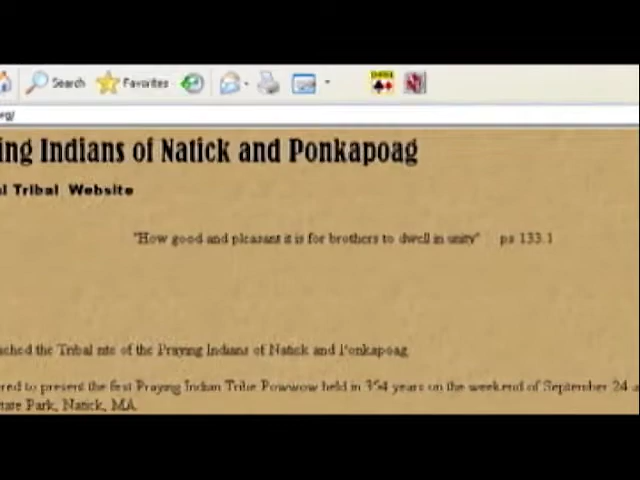 Search Favorites
rg/
ing Indians of Natick and Ponkapoag
al Tribal Website
"How good and pleasant it is for brothers to dwell in unity" ps 133.1
ached the Tribal site of the Praying Indians of Natick and Ponkapoag
red to present the first Praying Indian Tribe Powwow held in 354 years on the weekend of September 24 a
tate Park, Natick, MA